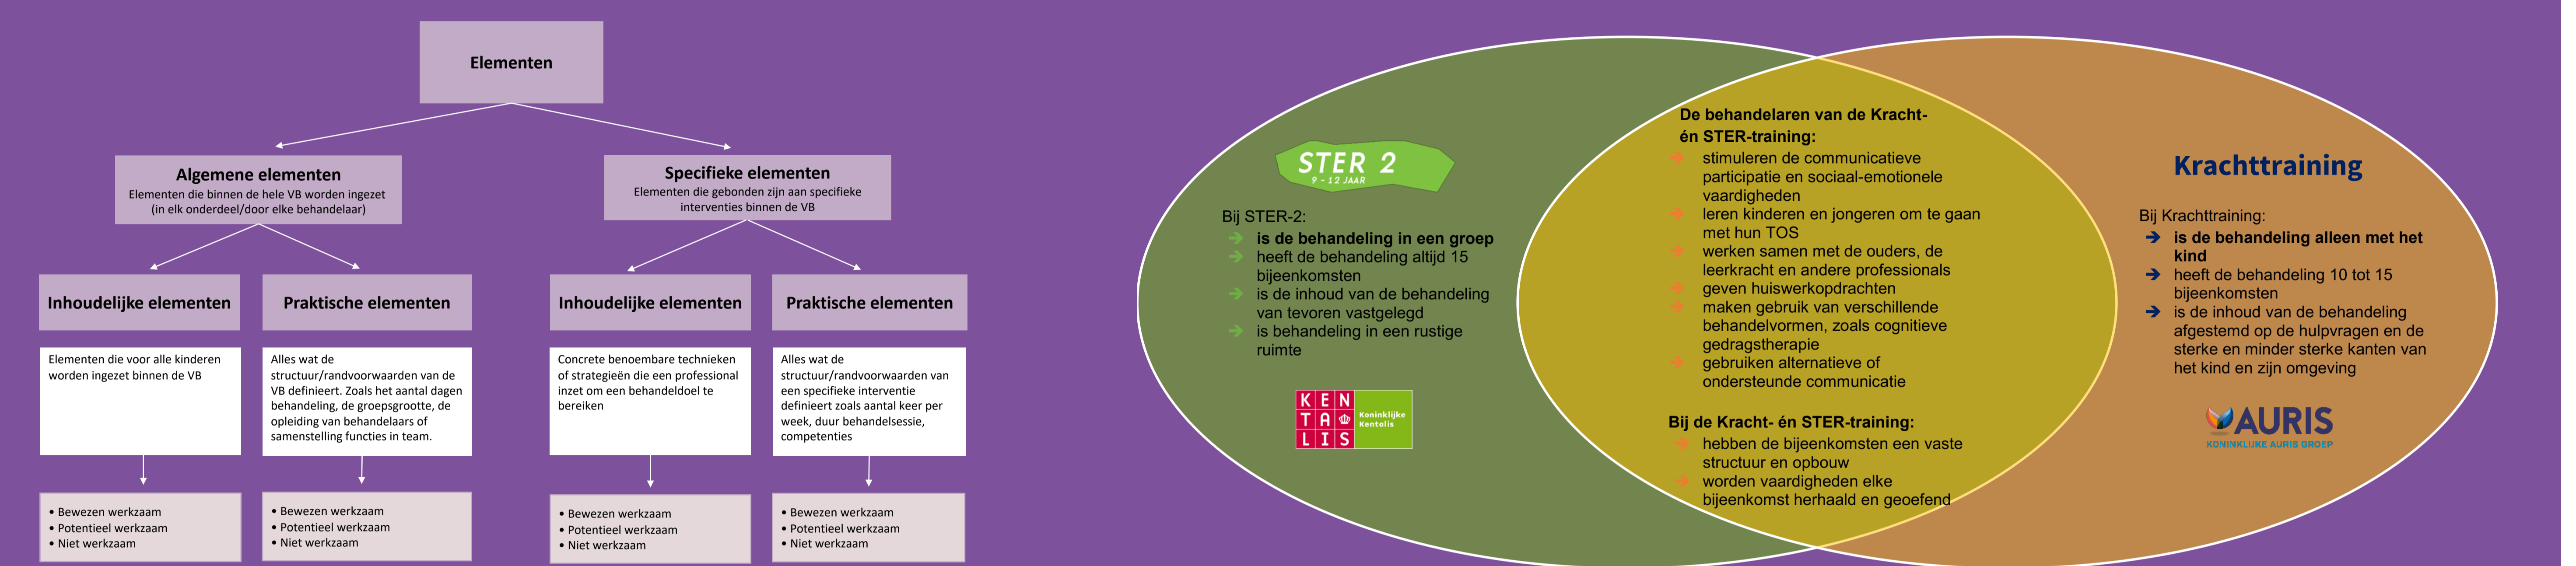 Elementen
Algemene elementen
Elementen die binnen de hele VB worden ingezet
(in elk onderdeel/door elke behandelaar)
Specifieke elementen
Elementen die gebonden zijn aan specifieke
interventies binnen de VB
Inhoudelijke elementen
Praktische elementen
Inhoudelijke elementen
Praktische elementen
Elementen die voor alle kinderen
worden ingezet binnen de VB
Alles wat de
structuur/randvoorwaarden van de
VB definieert. Zoals het aantal dagen
behandeling, de groepsgrootte, de
opleiding van behandelaars of
samenstelling functies in team.
Concrete benoembare technieken
of strategieën die een professional
inzet om een behandeldoel te
bereiken
Alles wat de
structuur/randvoorwaarden van
een specifieke interventie
definieert zoals aantal keer per
week, duur behandelsessie,
competenties
• Bewezen werkzaam
• Potentieel werkzaam
• Niet werkzaam
• Bewezen werkzaam
• Potentieel werkzaam
• Niet werkzaam
• Bewezen werkzaam
• Potentieel werkzaam
• Niet werkzaam
• Bewezen werkzaam
• Potentieel werkzaam
• Niet werkzaam
STER 2
9 - 12 JAAR
Bij STER-2:
➔ is de behandeling in een groep
➔ heeft de behandeling altijd 15
bijeenkomsten
➔ is de inhoud van de behandeling
van tevoren vastgelegd
➔ is behandeling in een rustige
ruimte
KEN
TA
LIS
Koninklijke
Kentalis
De behandelaren van de Kracht-
én STER-training:
➔ stimuleren de communicatieve
participatie en sociaal-emotionele
vaardigheden
➔ leren kinderen en jongeren om te gaan
met hun TOS
➔ werken samen met de ouders, de
leerkracht en andere professionals
➔ geven huiswerkopdrachten
➔ maken gebruik van verschillende
behandelvormen, zoals cognitieve
gedragstherapie
➔ gebruiken alternatieve of
ondersteunde communicatie
Bij de Kracht- én STER-training:
➔ hebben de bijeenkomsten een vaste
structuur en opbouw
➔ worden vaardigheden elke
bijeenkomst herhaald en geoefend
Krachttraining
Bij Krachttraining:
➔ is de behandeling alleen met het
kind
➔ heeft de behandeling 10 tot 15
bijeenkomsten
➔ is de inhoud van de behandeling
afgestemd op de hulpvragen en de
sterke en minder sterke kanten van
het kind en zijn omgeving
AURIS
KONINKLIJKE AURIS GROEP